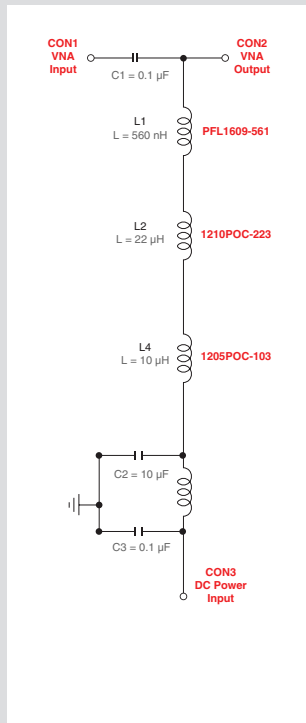 CON1
VNA
Input
CON2
VNA
Output
C1 = 0.1 µF
L1
L = 560 nH
PFL1609-561
L2
L = 22 µH
1210POC-223
L4
L = 10 µH
1205POC-103
C2 = 10 µF
C3 = 0.1 µF
CON3
DC Power
Input